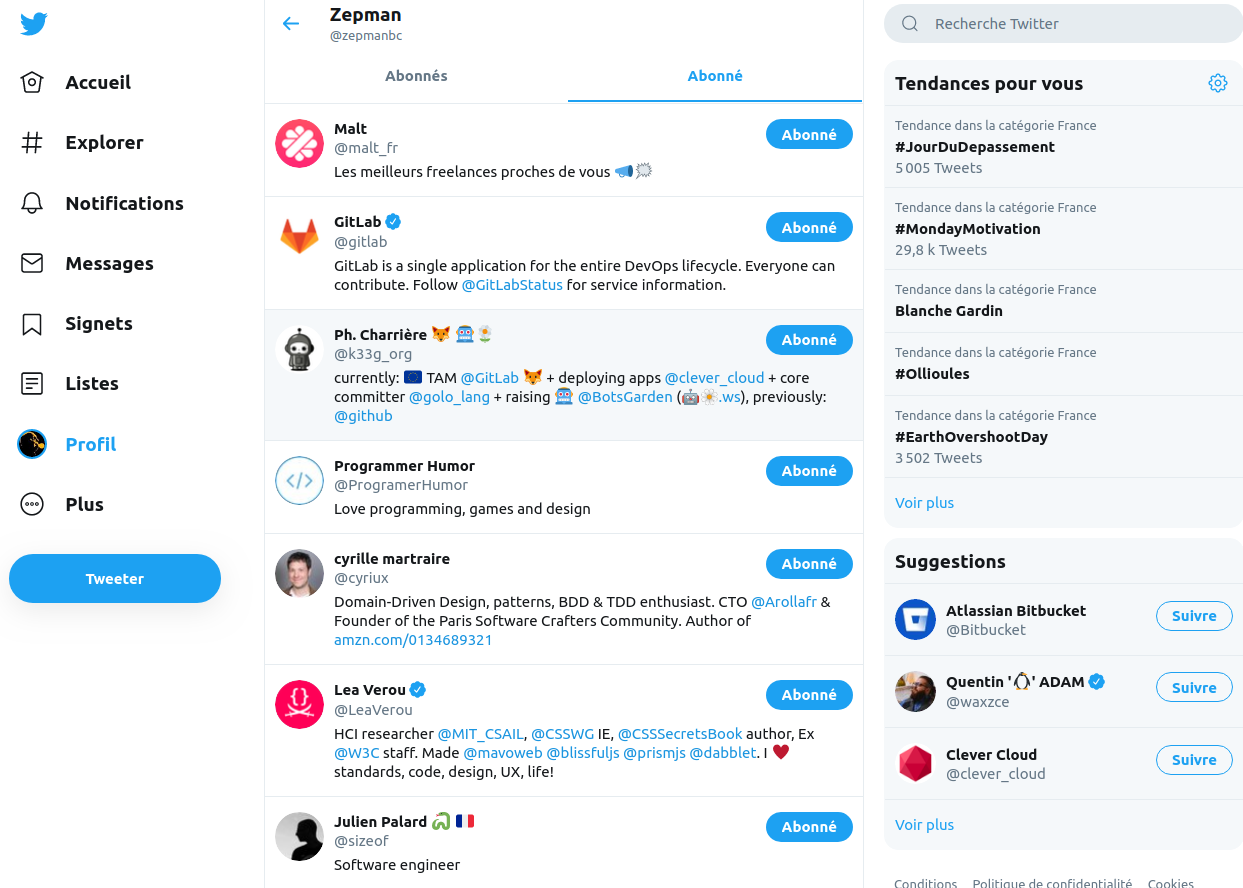 Accueil
Explorer
Notifications
Messages
Signets
Listes
Profil
Plus
Tweeter
Zepman
@zepmanbc
Abonnés
Abonné
Malt
@malt_fr
Abonné
Les meilleurs freelances proches de vous 📣🗯
GitLab
@gitlab
Abonné
GitLab is a single application for the entire DevOps lifecycle. Everyone can
contribute. Follow @GitLabStatus for service information.
Ph. Charrière 🦊 🤖🌼
@k33g_org
Abonné
currently: 🇪🇺 TAM @GitLab 🦊 + deploying apps @clever_cloud + core
committer @golo_lang + raising 🤖 @BotsGarden (🤖🌼.ws), previously:
@github
Programmer Humor
@ProgramerHumor
Abonné
Love programming, games and design
cyrille martraire
@cyriux
Abonné
Domain-Driven Design, patterns, BDD & TDD enthusiast. CTO @Arollafr &
Founder of the Paris Software Crafters Community. Author of
amzn.com/0134689321
Lea Verou
@LeaVerou
Abonné
HCI researcher @MIT_CSAIL, @CSSWG IE, @CSSSecretsBook author, Ex
@W3C staff. Made @mavoweb @blissfuljs @prismjs @dabblet. I ♥
standards, code, design, UX, life!
Julien Palard 🐍 🇫🇷
@sizeof
Abonné
Software engineer
Recherche Twitter
Tendances pour vous
Tendance dans la catégorie France
#JourDuDepassement
5 005 Tweets
Tendance dans la catégorie France
#MondayMotivation
29,8 k Tweets
Tendance dans la catégorie France
Blanche Gardin
Tendance dans la catégorie France
#Ollioules
Tendance dans la catégorie France
#EarthOvershootDay
3 502 Tweets
Voir plus
Suggestions
Atlassian Bitbucket
@Bitbucket
Suivre
Quentin '🐧' ADAM
@waxzce
Suivre
Clever Cloud
@clever_cloud
Suivre
Voir plus
Conditions Politique de confidentialité Cookies